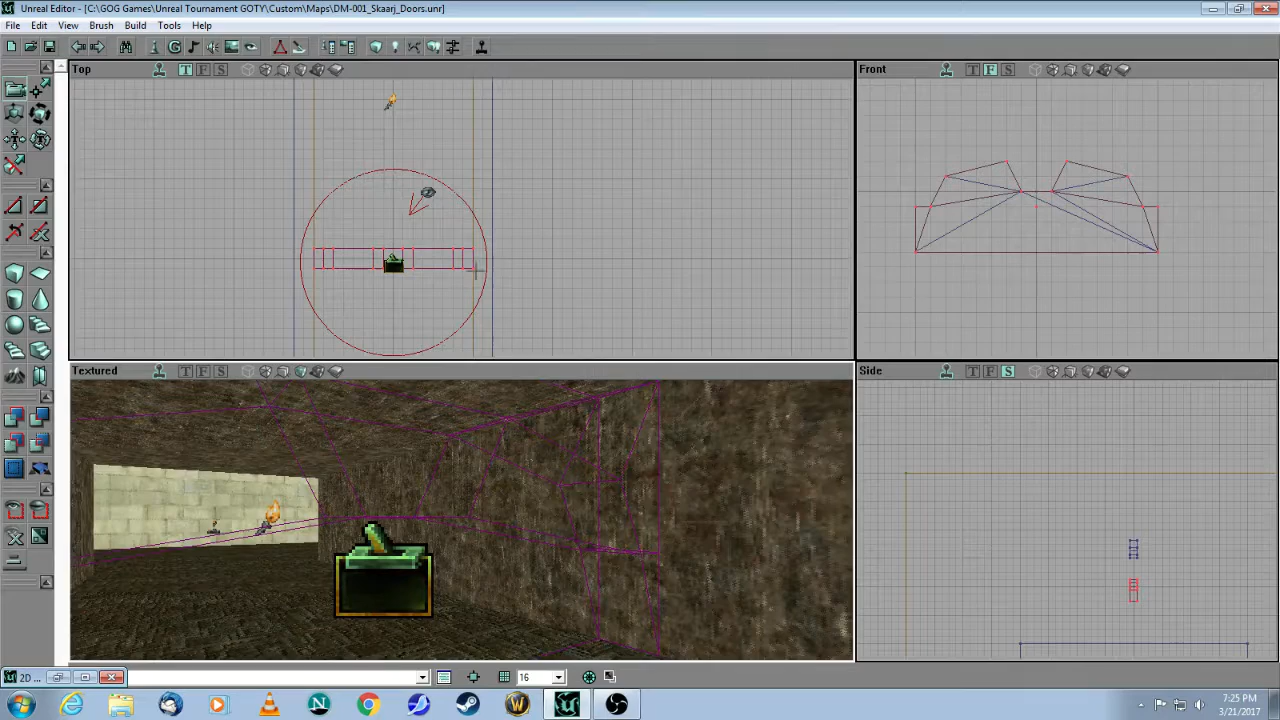 Unreal Editor - [C:\GOG Games\Unreal Tournament GOTY\Custom\Maps\DM-001_Skaarj_Doors.unr]
File Edit View Brush Build Tools Help
Top T F S
Front T F S
Textured T F S
Side T F S
2D ... 16
7:25 PM
3/21/2017